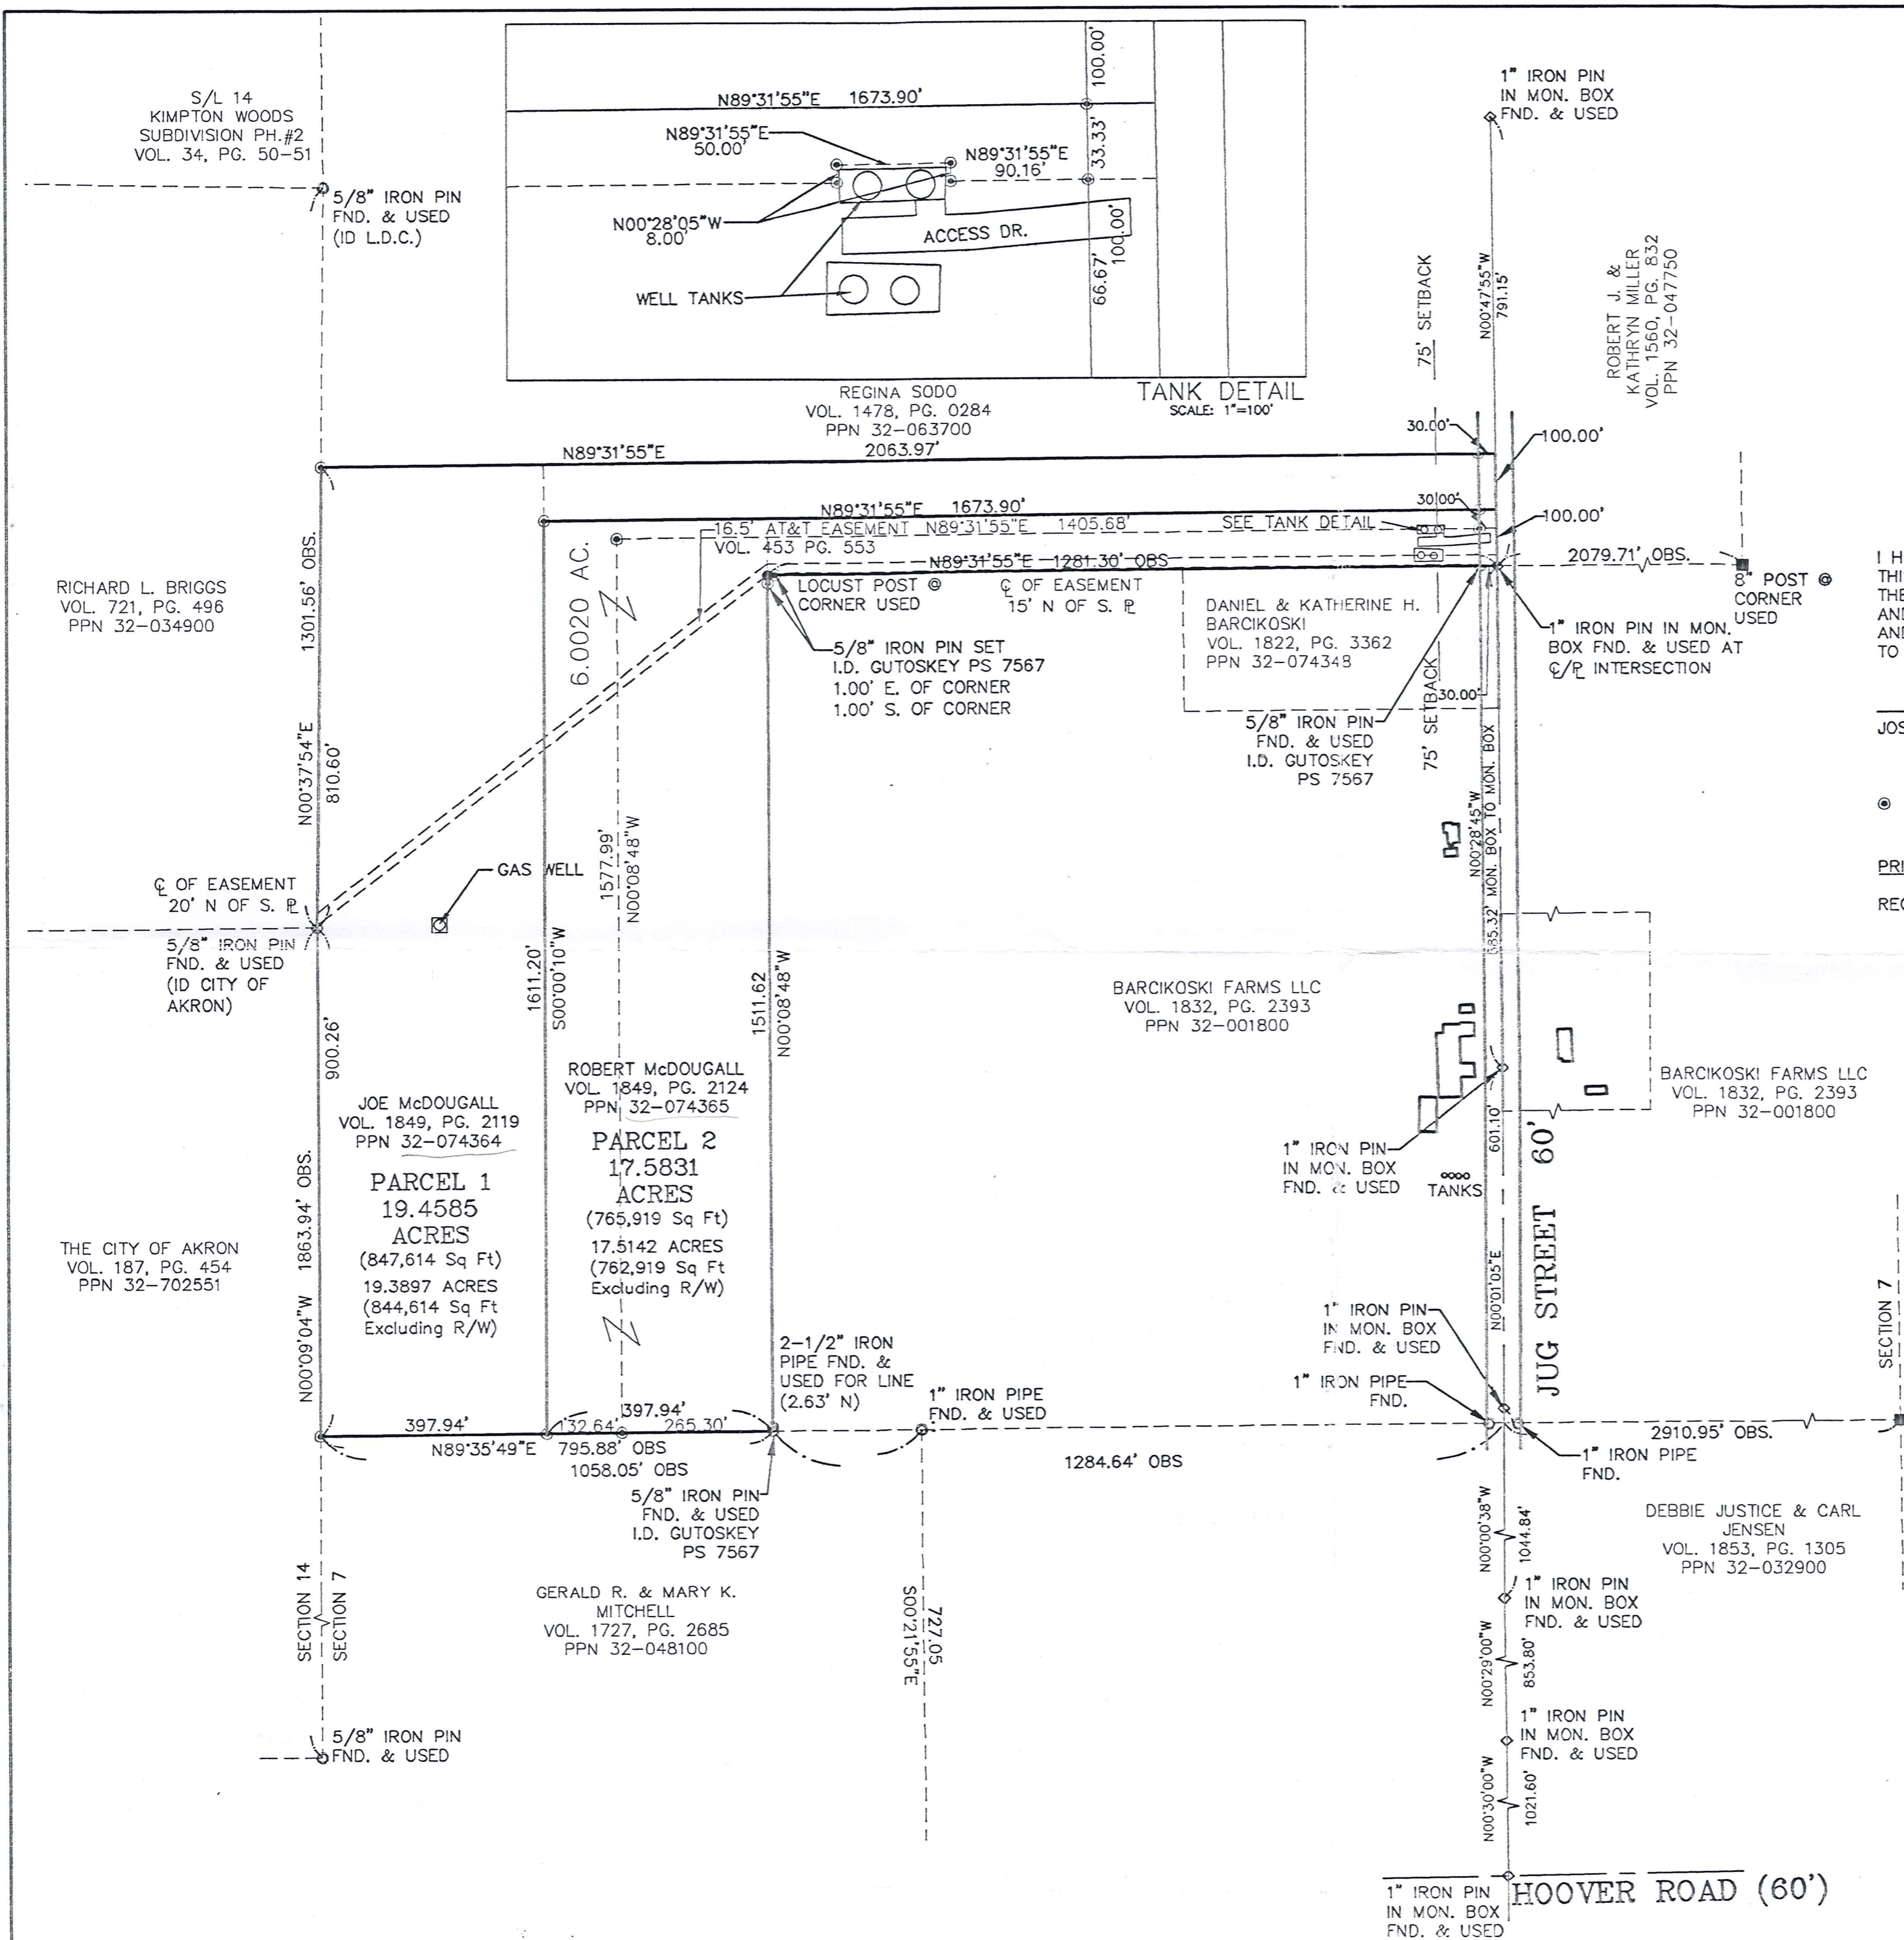 S/L 14
KIMPTON WOODS
SUBDIVISION PH.#2
VOL. 34, PG. 50-51
5/8" IRON PIN
FND. & USED
(ID L.D.C.)
100.00'
N89°31'55"E 1673.90'
N89°31'55"E
50.00'
N89°31'55"E
90.16'
33.33'
N00°28'05"W
8.00'
ACCESS DR.
100.00'
66.67'
WELL TANKS
TANK DETAIL
SCALE: 1"=100'
REGINA SODO
VOL. 1478, PG. 0284
PPN 32-063700
1" IRON PIN
IN MON. BOX
FND. & USED
N00°47'55"W
791.15'
75' SETBACK
ROBERT J. &
KATHRYN MILLER
VOL. 1560, PG. 832
PPN 32-047750
N89°31'55"E 2063.97'
30.00'
100.00'
N89°31'55"E 1673.90'
30.00'
100.00'
16.5' AT&T EASEMENT N89°31'55"E 1405.68'
VOL. 453 PG. 553
SEE TANK DETAIL
N89°31'55"E 1281.30' OBS
2079.71' OBS.
8" POST @
CORNER
USED
LOCUST POST @
CORNER USED
℄ OF EASEMENT
15' N OF S. ⅊
DANIEL & KATHERINE H.
BARCIKOSKI
VOL. 1822, PG. 3362
PPN 32-074348
1" IRON PIN IN MON.
BOX FND. & USED AT
℄/⅊ INTERSECTION
5/8" IRON PIN SET
I.D. GUTOSKEY PS 7567
1.00' E. OF CORNER
1.00' S. OF CORNER
30.00'
75' SETBACK
5/8" IRON PIN
FND. & USED
I.D. GUTOSKEY
PS 7567
I H
THI
THE
AND
AND
TO
JOS
PRI
REC
RICHARD L. BRIGGS
VOL. 721, PG. 496
PPN 32-034900
1301.56' OBS.
6.0020 AC.
N00°37'54"E
810.60'
GAS WELL
℄ OF EASEMENT
20' N OF S. ⅊
5/8" IRON PIN
FND. & USED
(ID CITY OF
AKRON)
1577.99'
N00°08'48"W
1611.20'
S00°00'10"W
1511.62
N00°08'48"W
N00°28'45"W
MON. BOX TO MON. BOX
900.26'
BARCIKOSKI FARMS LLC
VOL. 1832, PG. 2393
PPN 32-001800
BARCIKOSKI FARMS LLC
VOL. 1832, PG. 2393
PPN 32-001800
JOE McDOUGALL
VOL. 1849, PG. 2119
PPN 32-074364
PARCEL 1
19.4585
ACRES
(847,614 Sq Ft)
19.3897 ACRES
(844,614 Sq Ft
Excluding R/W)
ROBERT McDOUGALL
VOL. 1849, PG. 2124
PPN 32-074365
PARCEL 2
17.5831
ACRES
(765,919 Sq Ft)
17.5142 ACRES
(762,919 Sq Ft
Excluding R/W)
1" IRON PIN
IN MON. BOX
FND. & USED
TANKS
601.10'
JUG STREET 60'
N00°01'05"E
THE CITY OF AKRON
VOL. 187, PG. 454
PPN 32-702551
1863.94' OBS.
N00°09'04"W
2-1/2" IRON
PIPE FND. &
USED FOR LINE
(2.63' N)
1" IRON PIPE
FND. & USED
1" IRON PIN
IN MON. BOX
FND. & USED
1" IRON PIPE
FND.
SECTION 7
397.94'
132.64'
397.94'
265.30'
N89°35'49"E 795.88' OBS
1058.05' OBS
1284.64' OBS
2910.95' OBS.
1" IRON PIPE
FND.
5/8" IRON PIN
FND. & USED
I.D. GUTOSKEY
PS 7567
DEBBIE JUSTICE & CARL
JENSEN
VOL. 1853, PG. 1305
PPN 32-032900
N00°00'38"W
1044.84'
SECTION 14
SECTION 7
GERALD R. & MARY K.
MITCHELL
VOL. 1727, PG. 2685
PPN 32-048100
727.05
S00°21'55"E
1" IRON PIN
IN MON. BOX
FND. & USED
N00°29'00"W
853.80'
5/8" IRON PIN
FND. & USED
1" IRON PIN
IN MON. BOX
FND. & USED
N00°30'00"W
1021.60'
1" IRON PIN
IN MON. BOX
FND. & USED
HOOVER ROAD (60')